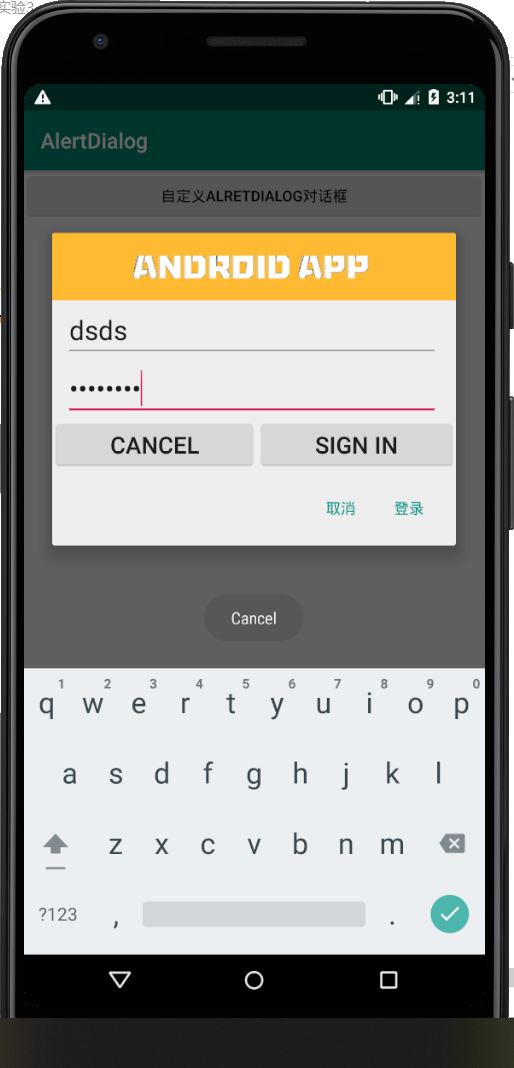 实验3
3:11
AlertDialog
自定义ALRETDIALOG对话框
ANDROID APP
dsds
••••••••
CANCEL SIGN IN
取消 登录
Cancel
1 2 3 4 5 6 7 8 9 0
q w e r t y u i o p
a s d f g h j k l
z x c v b n m
?123 , .